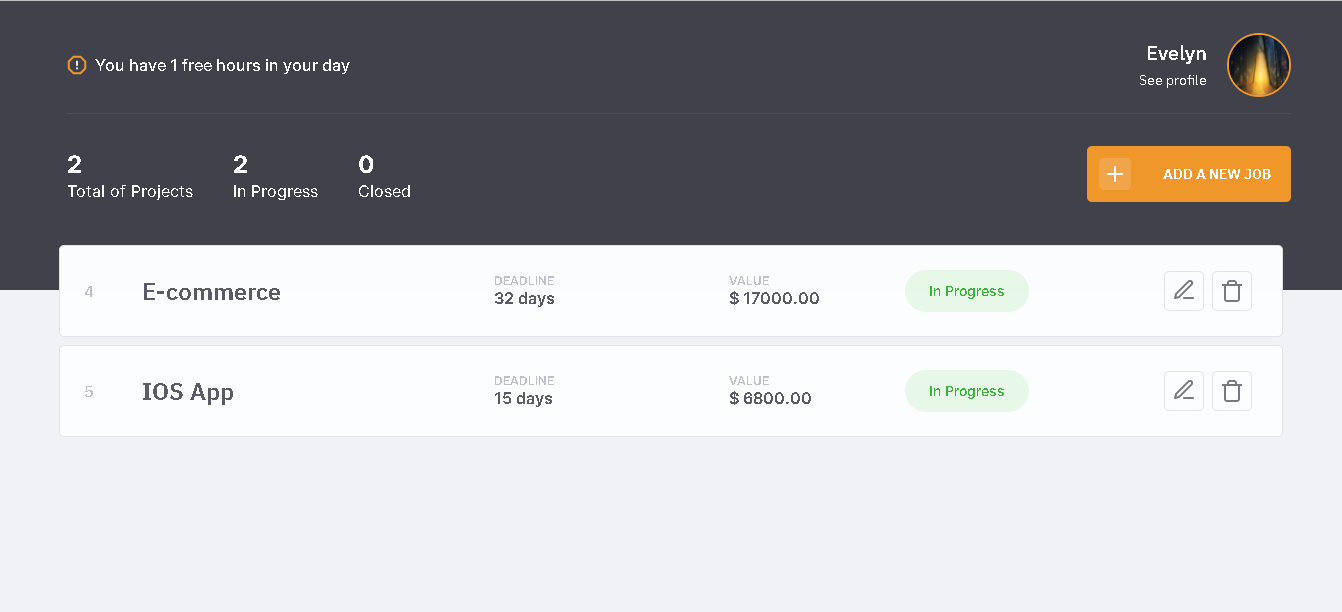 You have 1 free hours in your day
Evelyn
See profile
2
Total of Projects
2
In Progress
0
Closed
ADD A NEW JOB
4
E-commerce
DEADLINE
32 days
VALUE
$ 17000.00
In Progress
5
IOS App
DEADLINE
15 days
VALUE
$ 6800.00
In Progress